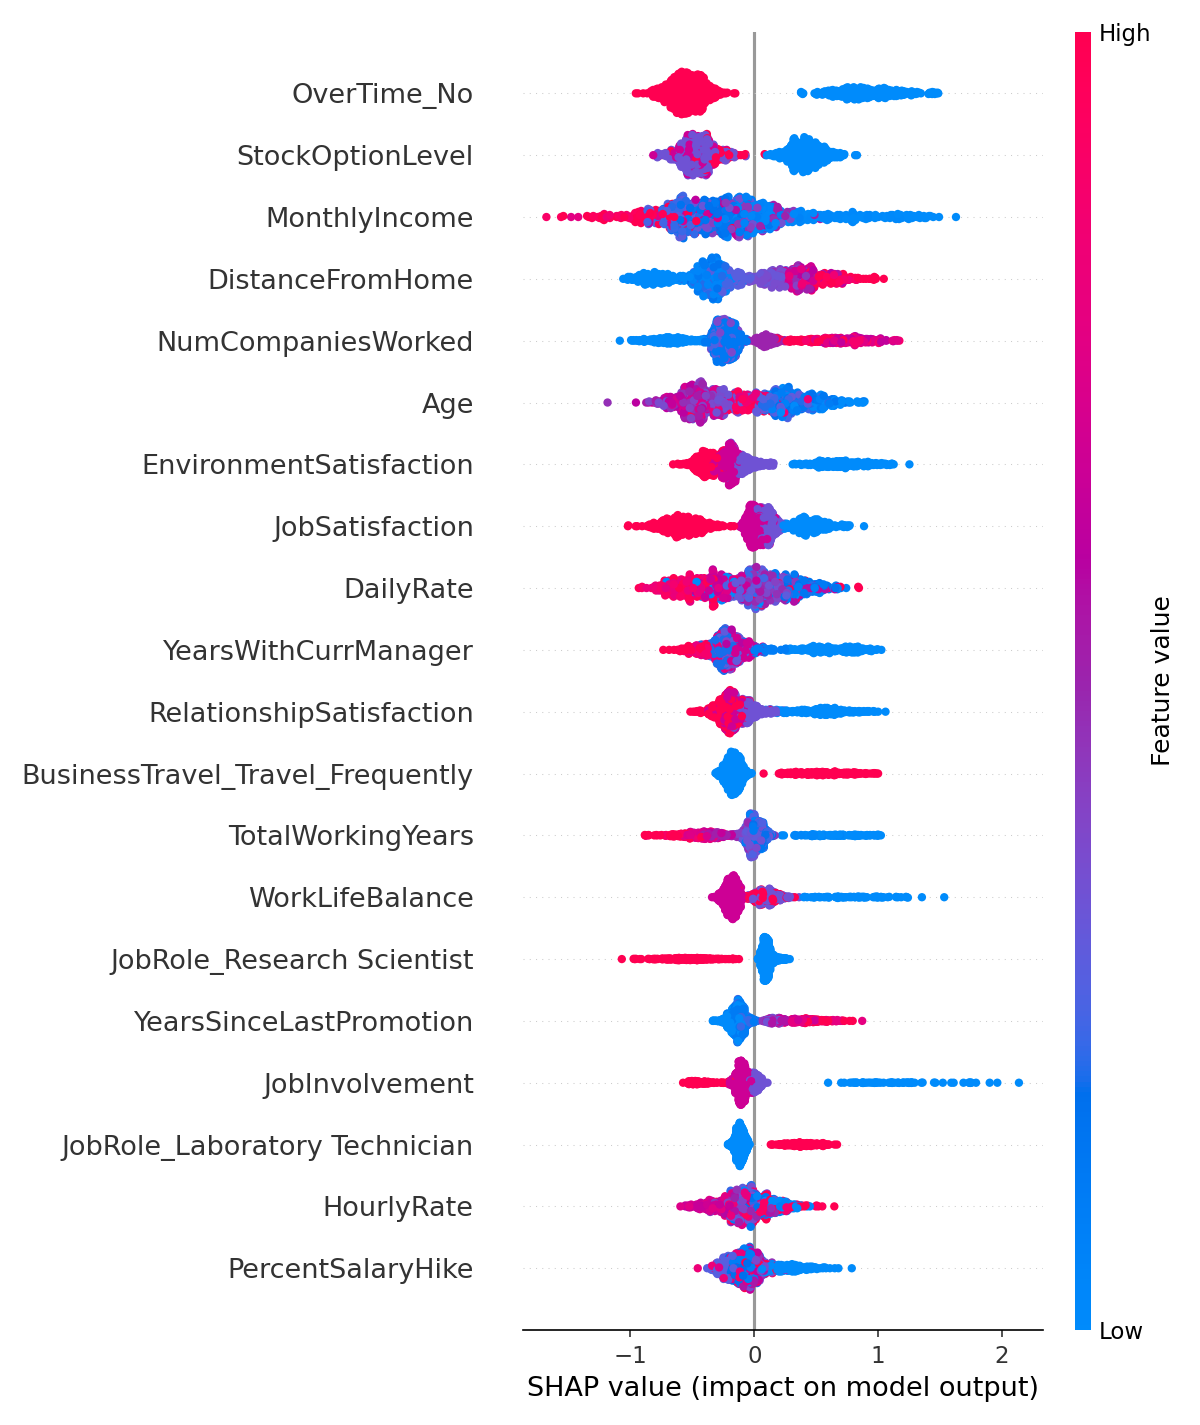 High
OverTime_No
StockOptionLevel
MonthlyIncome
DistanceFromHome
NumCompaniesWorked
Age
EnvironmentSatisfaction
JobSatisfaction
DailyRate
YearsWithCurrManager
RelationshipSatisfaction
BusinessTravel_Travel_Frequently
TotalWorkingYears
WorkLifeBalance
JobRole_Research Scientist
YearsSinceLastPromotion
JobInvolvement
JobRole_Laboratory Technician
HourlyRate
PercentSalaryHike
Feature value
Low
−1 0 1 2
SHAP value (impact on model output)